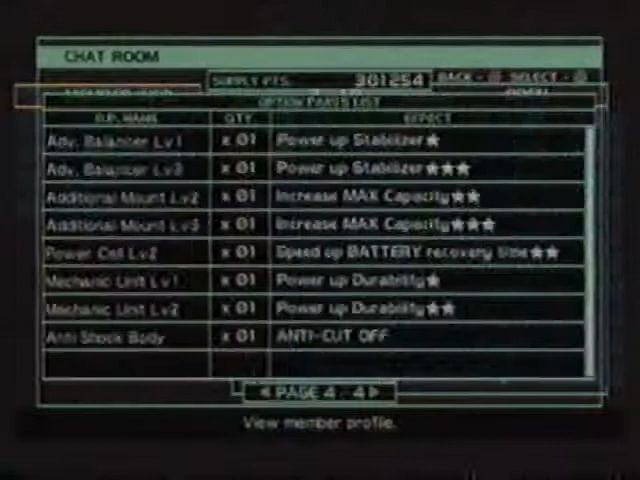 CHAT ROOM
SUPPLY PTS. 301254 BACK - SELECT -
OPTION PARTS LIST
O.P. NAME QTY. EFFECT
Adv. Balancer Lv1 x 01 Power up Stabilizer★
Adv. Balancer Lv3 x 01 Power up Stabilizer★★★
Additional Mount Lv2 x 01 Increase MAX Capacity★★
Additional Mount Lv3 x 01 Increase MAX Capacity★★★
Power Cell Lv2 x 01 Speed up BATTERY recovery time★★
Mechanic Unit Lv1 x 01 Power up Durability★
Mechanic Unit Lv2 x 01 Power up Durability★★
Anti Shock Body x 01 ANTI-CUT OFF
◀ PAGE 4 - 4 ▶
View member profile.